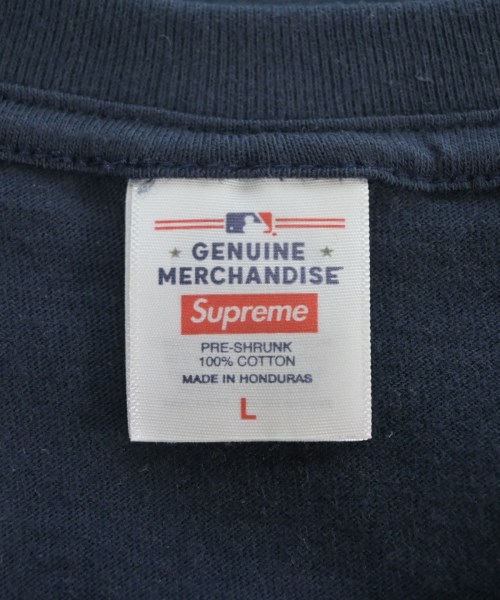 GENUINE
MERCHANDISE
Supreme
PRE-SHRUNK
100% COTTON
MADE IN HONDURAS
L